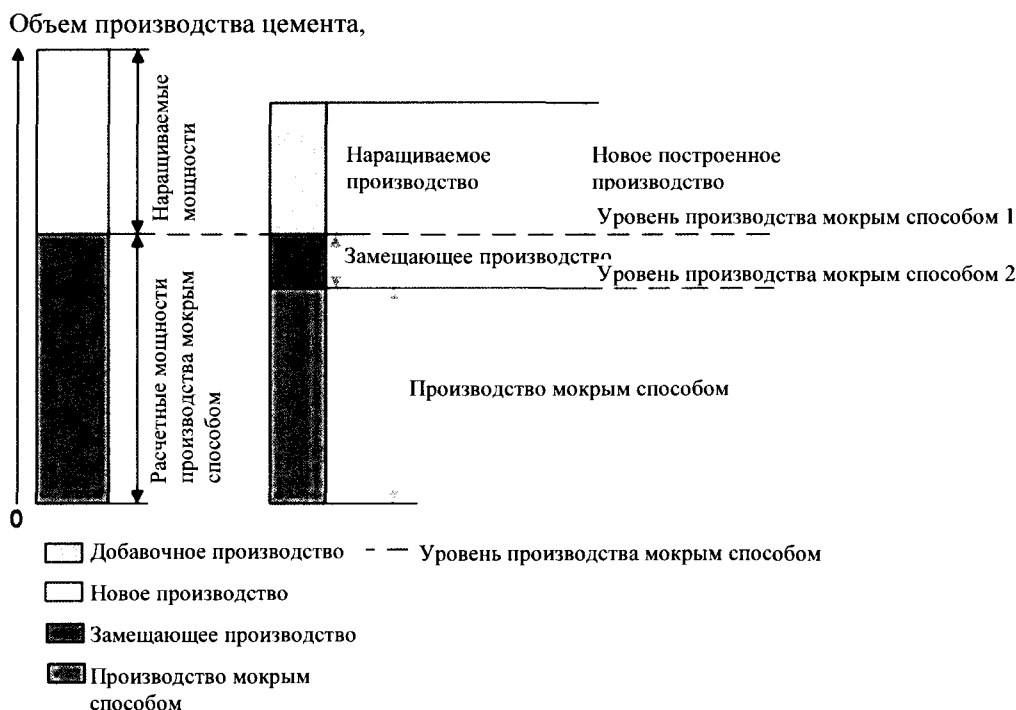 Объем производства цемента,
Наращиваемые
мощности
Наращиваемое
производство
Новое построенное
производство
Уровень производства мокрым способом 1
Замещающее производство
Уровень производства мокрым способом 2
Расчетные мощности
производства мокрым
способом
Производство мокрым способом
0
Добавочное производство
Уровень производства мокрым способом
Новое производство
Замещающее производство
Производство мокрым
способом